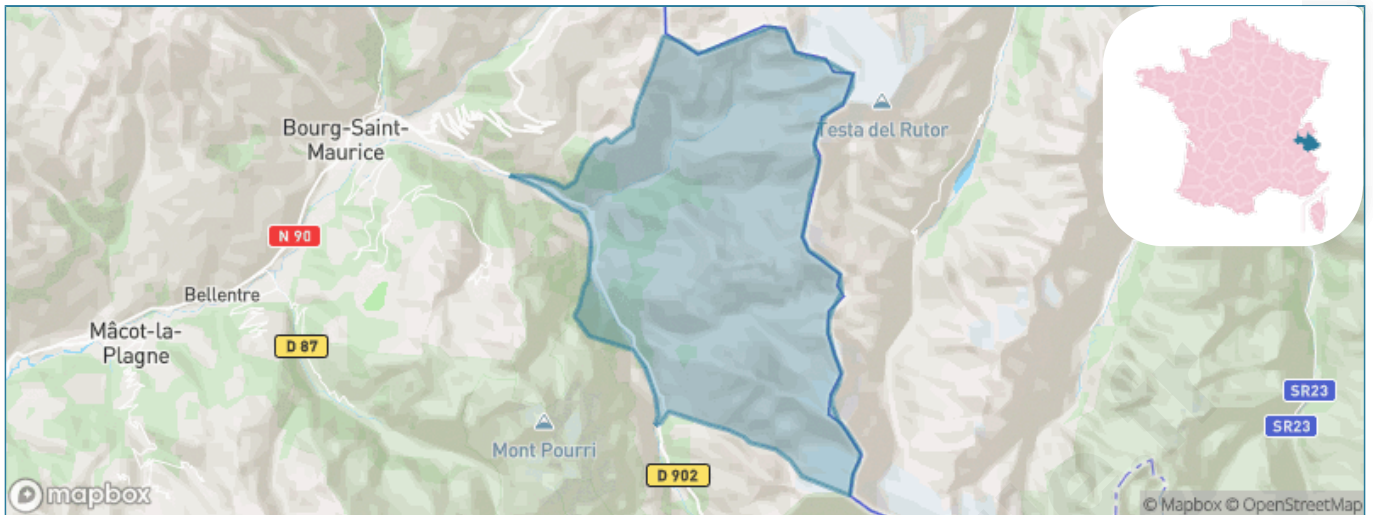 Bourg-Saint-
Maurice
Testa del Rutor
N 90
Bellentre
Mâcot-la-
Plagne
D 87
SR23
SR23
Mont Pourri
D 902
mapbox
© Mapbox © OpenStreetMap